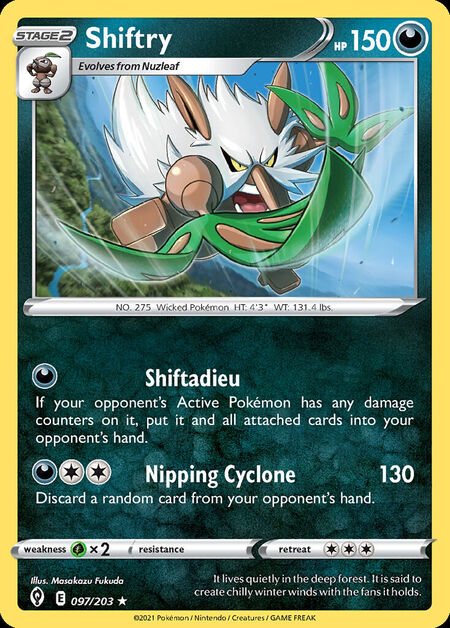 STAGE2 Shiftry HP 150
Evolves from Nuzleaf
NO. 275 Wicked Pokémon HT: 4'3" WT: 131.4 lbs.
Shiftadieu
If your opponent's Active Pokémon has any damage
counters on it, put it and all attached cards into your
opponent's hand.
Nipping Cyclone 130
Discard a random card from your opponent's hand.
weakness ×2 resistance retreat
Illus. Masakazu Fukuda
It lives quietly in the deep forest. It is said to
create chilly winter winds with the fans it holds.
E 097/203 ★
©2021 Pokémon / Nintendo / Creatures / GAME FREAK